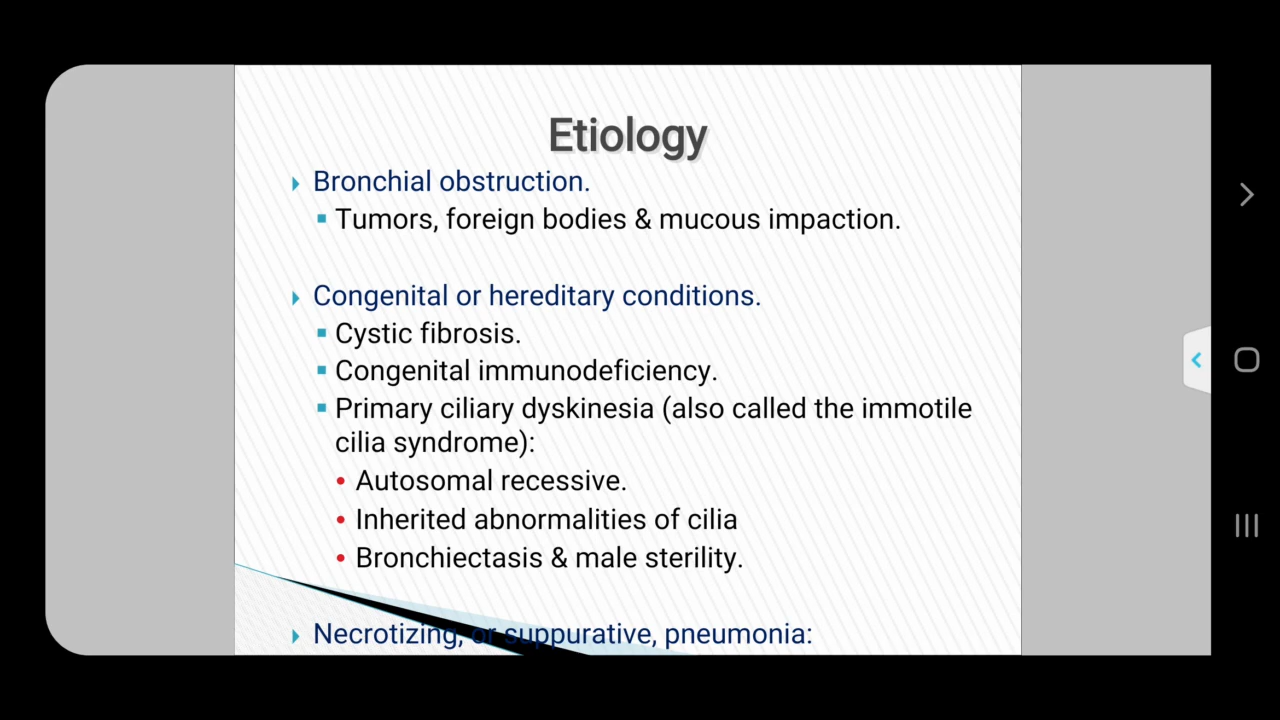 Etiology
Bronchial obstruction.
Tumors, foreign bodies & mucous impaction.
Congenital or hereditary conditions.
Cystic fibrosis.
Congenital immunodeficiency.
Primary ciliary dyskinesia (also called the immotile
cilia syndrome):
Autosomal recessive.
Inherited abnormalities of cilia
Bronchiectasis & male sterility.
Necrotizing, or suppurative, pneumonia: